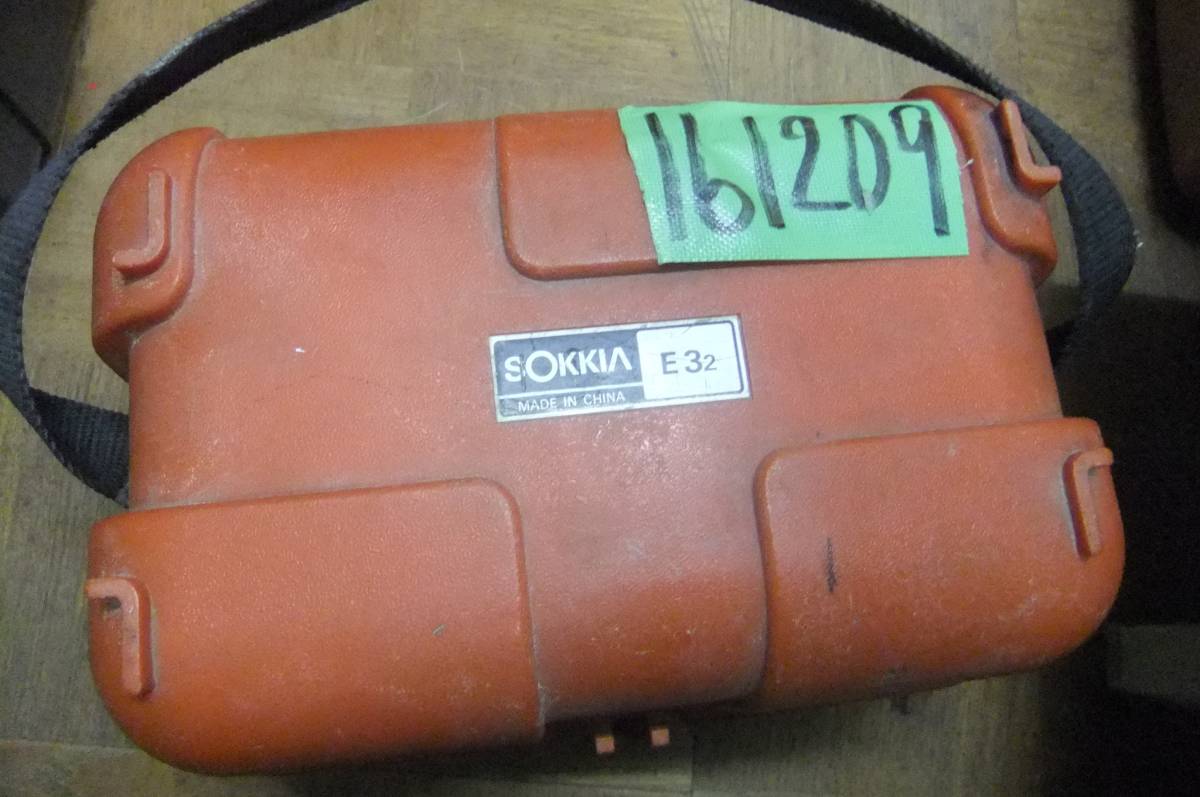 161209
SOKKIA E32
MADE IN CHINA